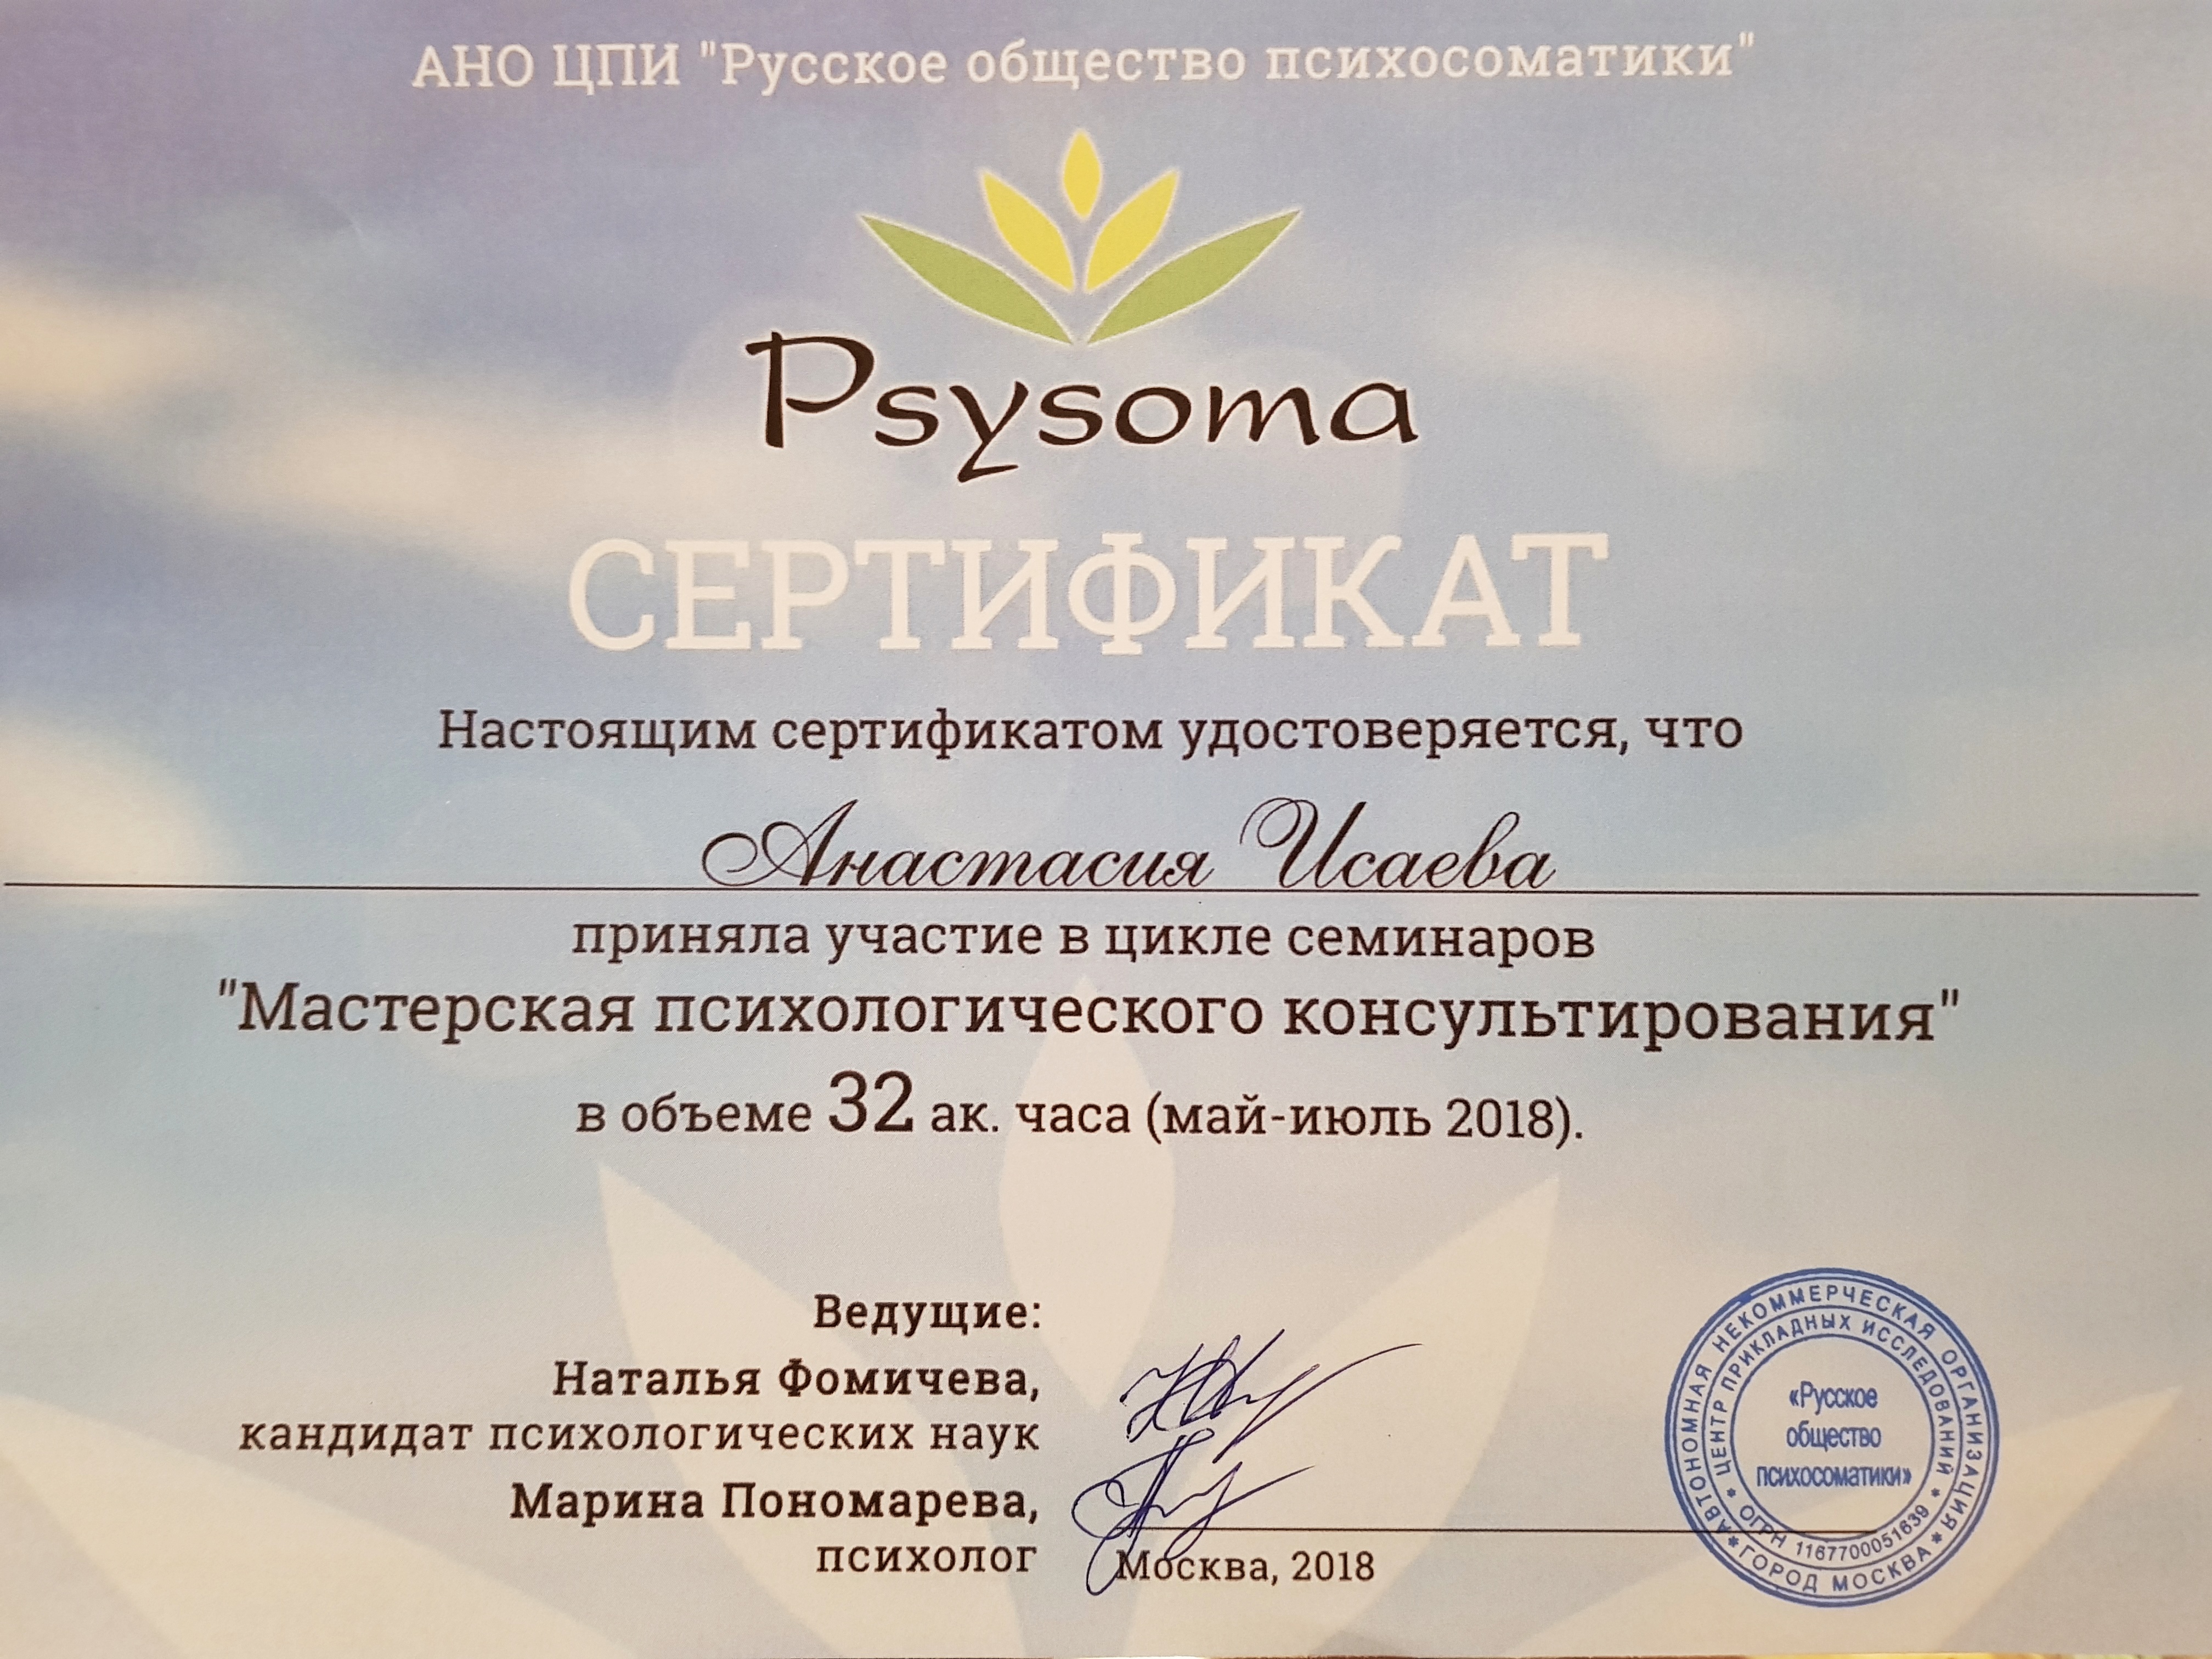 АНО ЦПИ "Русское общество психосоматики"
Psysoma
СЕРТИФИКАТ
Настоящим сертификатом удостоверяется, что
Анастасия Исаева
приняла участие в цикле семинаров
"Мастерская психологического консультирования"
в объеме 32 ак. часа (май-июль 2018).
Ведущие:
Наталья Фомичева,
кандидат психологических наук
Марина Пономарева,
психолог
Москва, 2018
АВТОНОМНАЯ НЕКОММЕРЧЕСКАЯ ОРГАНИЗАЦИЯ
* ГОРОД МОСКВА *
* ЦЕНТР ПРИКЛАДНЫХ ИССЛЕДОВАНИЙ *
ОГРН 1167700051639
«Русское
общество
психосоматики»